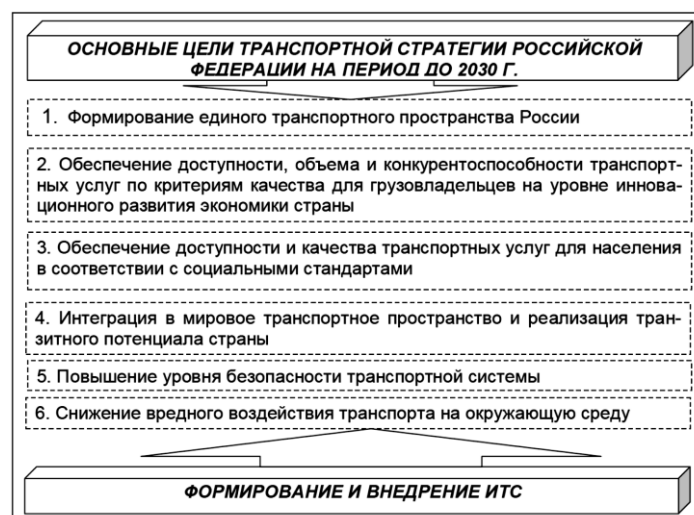 ОСНОВНЫЕ ЦЕЛИ ТРАНСПОРТНОЙ СТРАТЕГИИ РОССИЙСКОЙ
ФЕДЕРАЦИИ НА ПЕРИОД ДО 2030 Г.
1. Формирование единого транспортного пространства России
2. Обеспечение доступности, объема и конкурентоспособности транспорт-
ных услуг по критериям качества для грузовладельцев на уровне иннова-
ционного развития экономики страны
3. Обеспечение доступности и качества транспортных услуг для населения
в соответствии с социальными стандартами
4. Интеграция в мировое транспортное пространство и реализация тран-
зитного потенциала страны
5. Повышение уровня безопасности транспортной системы
6. Снижение вредного воздействия транспорта на окружающую среду
ФОРМИРОВАНИЕ И ВНЕДРЕНИЕ ИТС